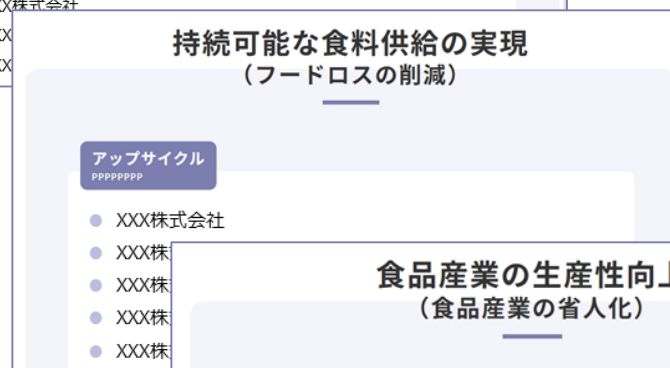 XX株式会社
XX
XX
持続可能な食料供給の実現
（フードロスの削減）
アップサイクル
PPPPPPPP
XXX株式会社
XXX株
XXX株
XXX株
XXX株
食品産業の生産性向上
（食品産業の省人化）